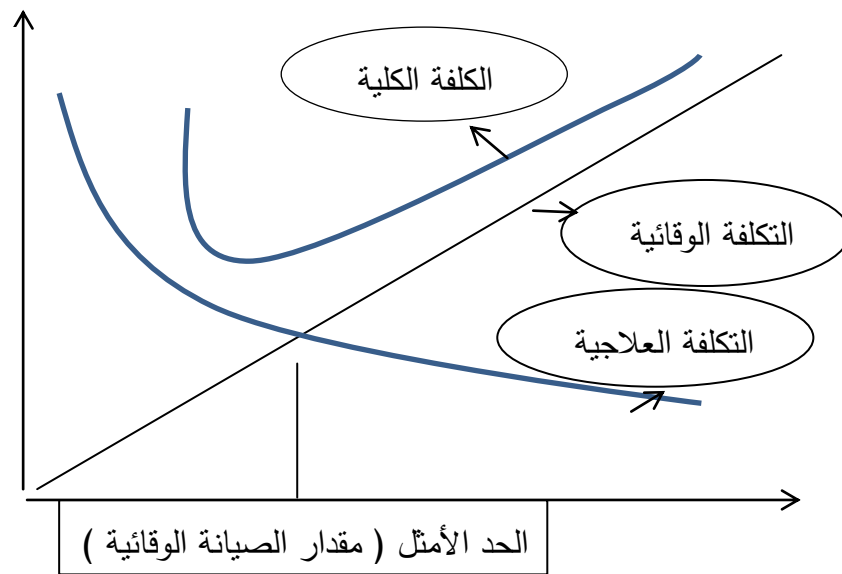 الكلفة الكلية
التكلفة الوقائية
التكلفة العلاجية
الحد الأمثل ( مقدار الصيانة الوقائية )